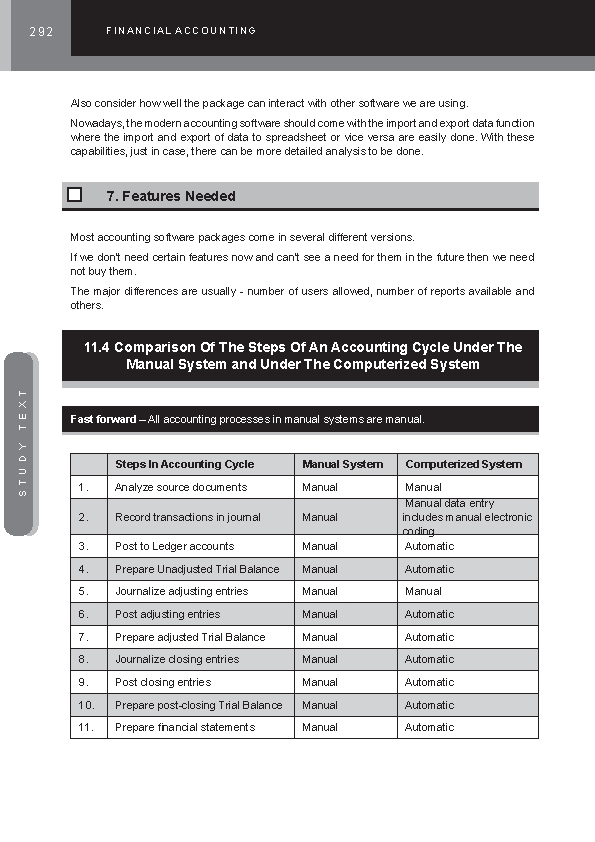 292
FINANCIAL ACCOUNTING
Also consider how well the package can interact with other software we are using.
Nowadays, the modern accounting software should come with the import and export data function
where the import and export of data to spreadsheet or vice versa are easily done. With these
capabilities, just in case, there can be more detailed analysis to be done.
7. Features Needed
Most accounting software packages come in several different versions.
If we don't need certain features now and can't see a need for them in the future then we need
not buy them.
The major differences are usually - number of users allowed, number of reports available and
others.
11.4 Comparison Of The Steps Of An Accounting Cycle Under The
Manual System and Under The Computerized System
STUDY TEXT
Fast forward – All accounting processes in manual systems are manual.
Steps In Accounting Cycle Manual System Computerized System
1. Analyze source documents Manual Manual
2. Record transactions in journal Manual Manual data entry
includes manual electronic
coding
3. Post to Ledger accounts Manual Automatic
4. Prepare Unadjusted Trial Balance Manual Automatic
5. Journalize adjusting entries Manual Manual
6. Post adjusting entries Manual Automatic
7. Prepare adjusted Trial Balance Manual Automatic
8. Journalize closing entries Manual Automatic
9. Post closing entries Manual Automatic
10. Prepare post-closing Trial Balance Manual Automatic
11. Prepare financial statements Manual Automatic